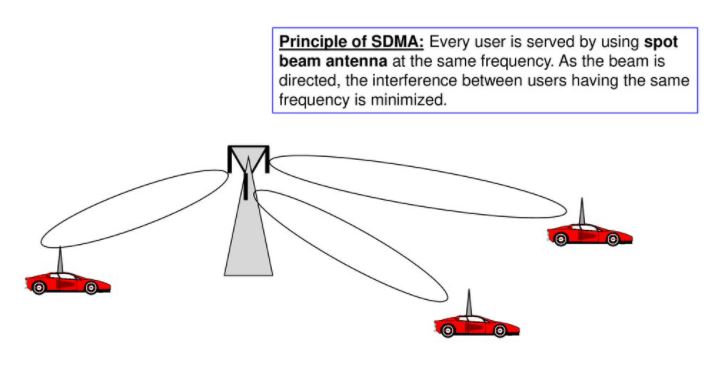 Principle of SDMA: Every user is served by using spot
beam antenna at the same frequency. As the beam is
directed, the interference between users having the same
frequency is minimized.